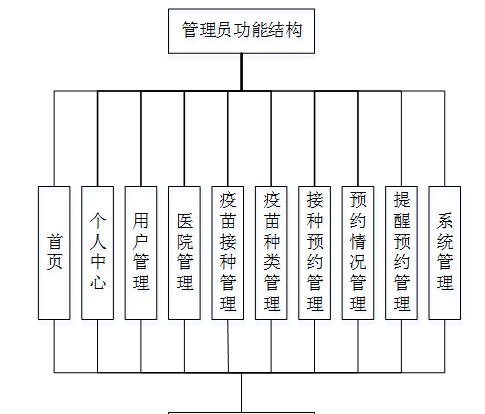 管理员功能结构
首页
个人中心
用户管理
医院管理
疫苗接种管理
疫苗种类管理
接种预约管理
预约情况管理
提醒预约管理
系统管理